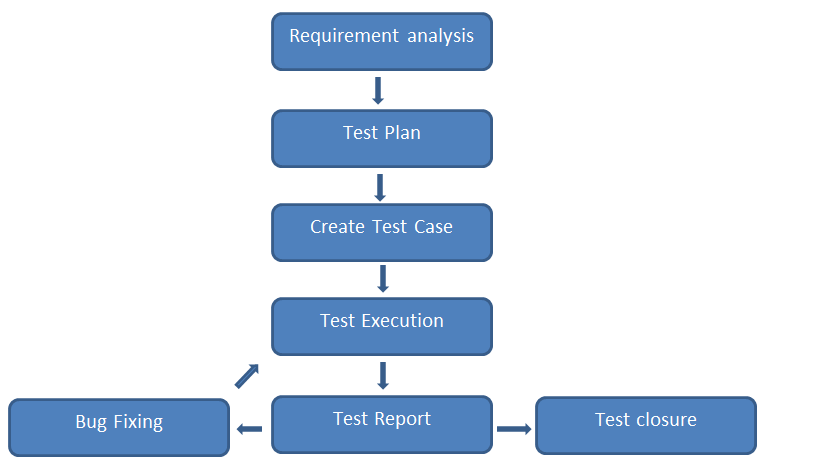 Requirement analysis
Test Plan
Create Test Case
Test Execution
Bug Fixing
Test Report
Test closure